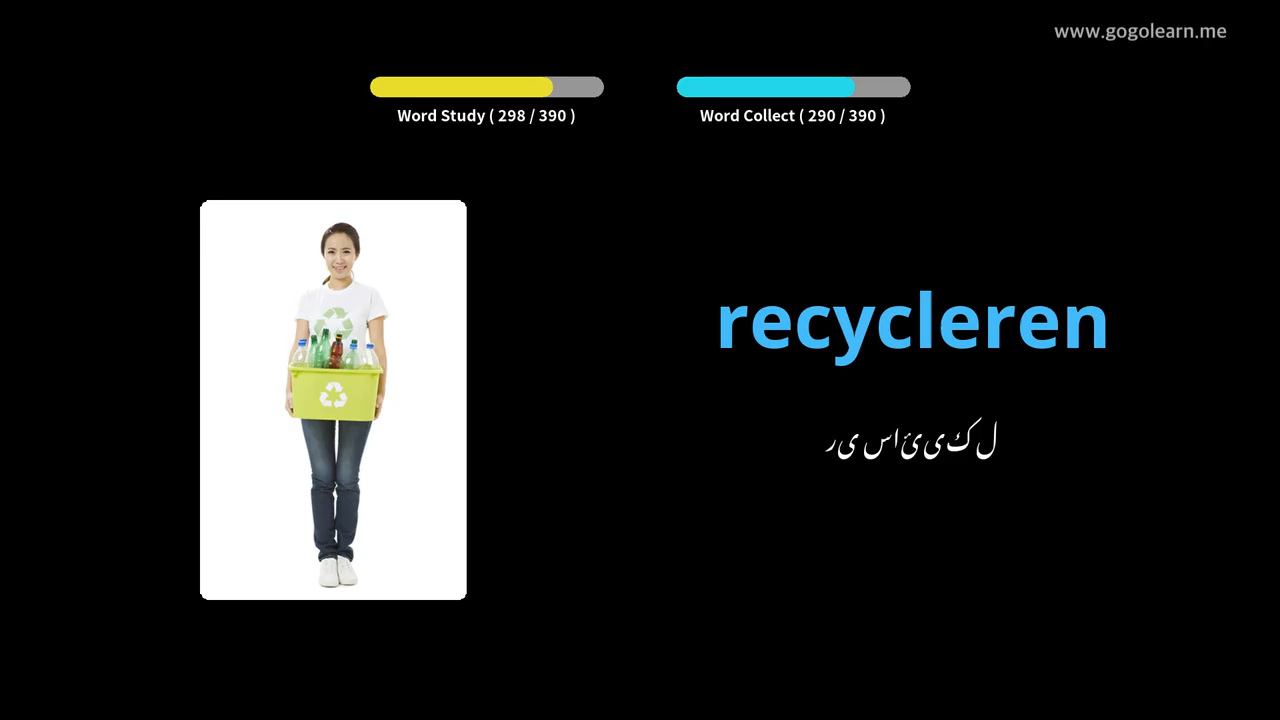 www.gogolearn.me
Word Study ( 298 / 390 )
Word Collect ( 290 / 390 )
recycleren
ری سائیکل